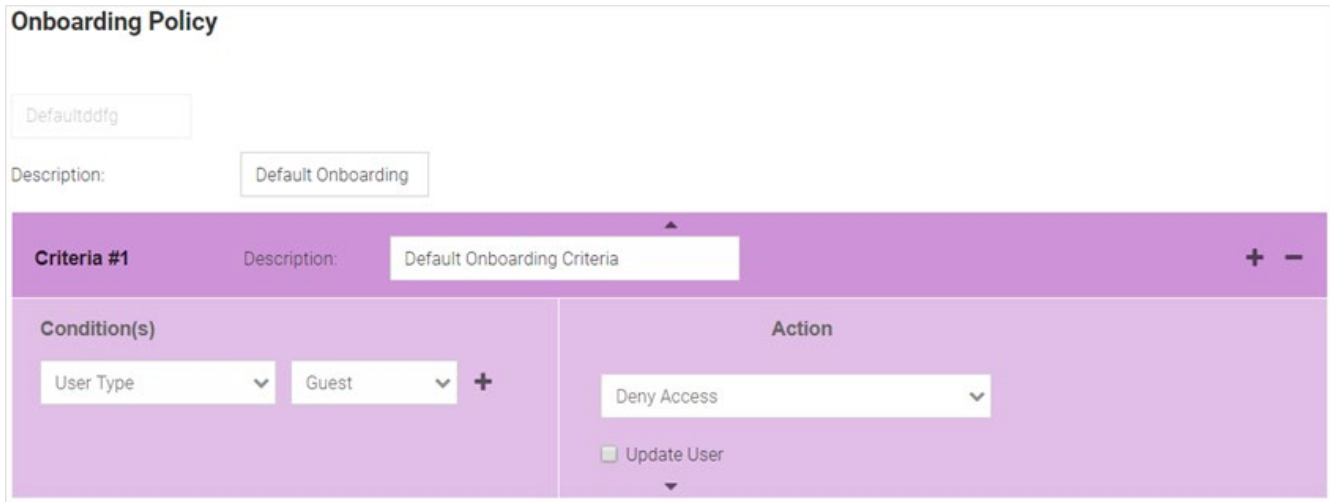 Onboarding Policy
Defaultddfg
Description: Default Onboarding
Criteria #1 Description: Default Onboarding Criteria
Condition(s) Action
User Type Guest
Deny Access
Update User